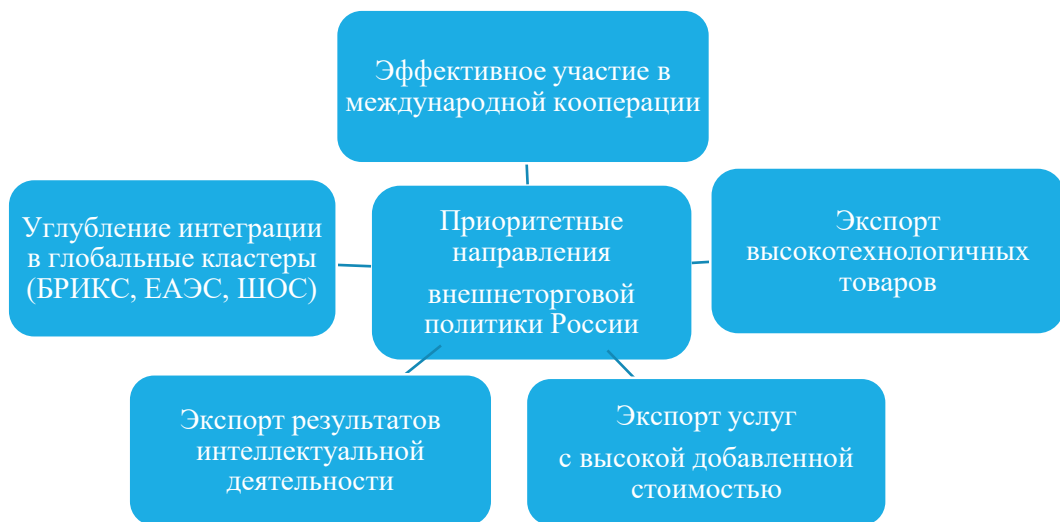 Эффективное участие в
международной кооперации
Углубление интеграции
в глобальные кластеры
(БРИКС, ЕАЭС, ШОС)
Приоритетные
направления
внешнеторговой
политики России
Экспорт
высокотехнологичных
товаров
Экспорт результатов
интеллектуальной
деятельности
Экспорт услуг
с высокой добавленной
стоимостью